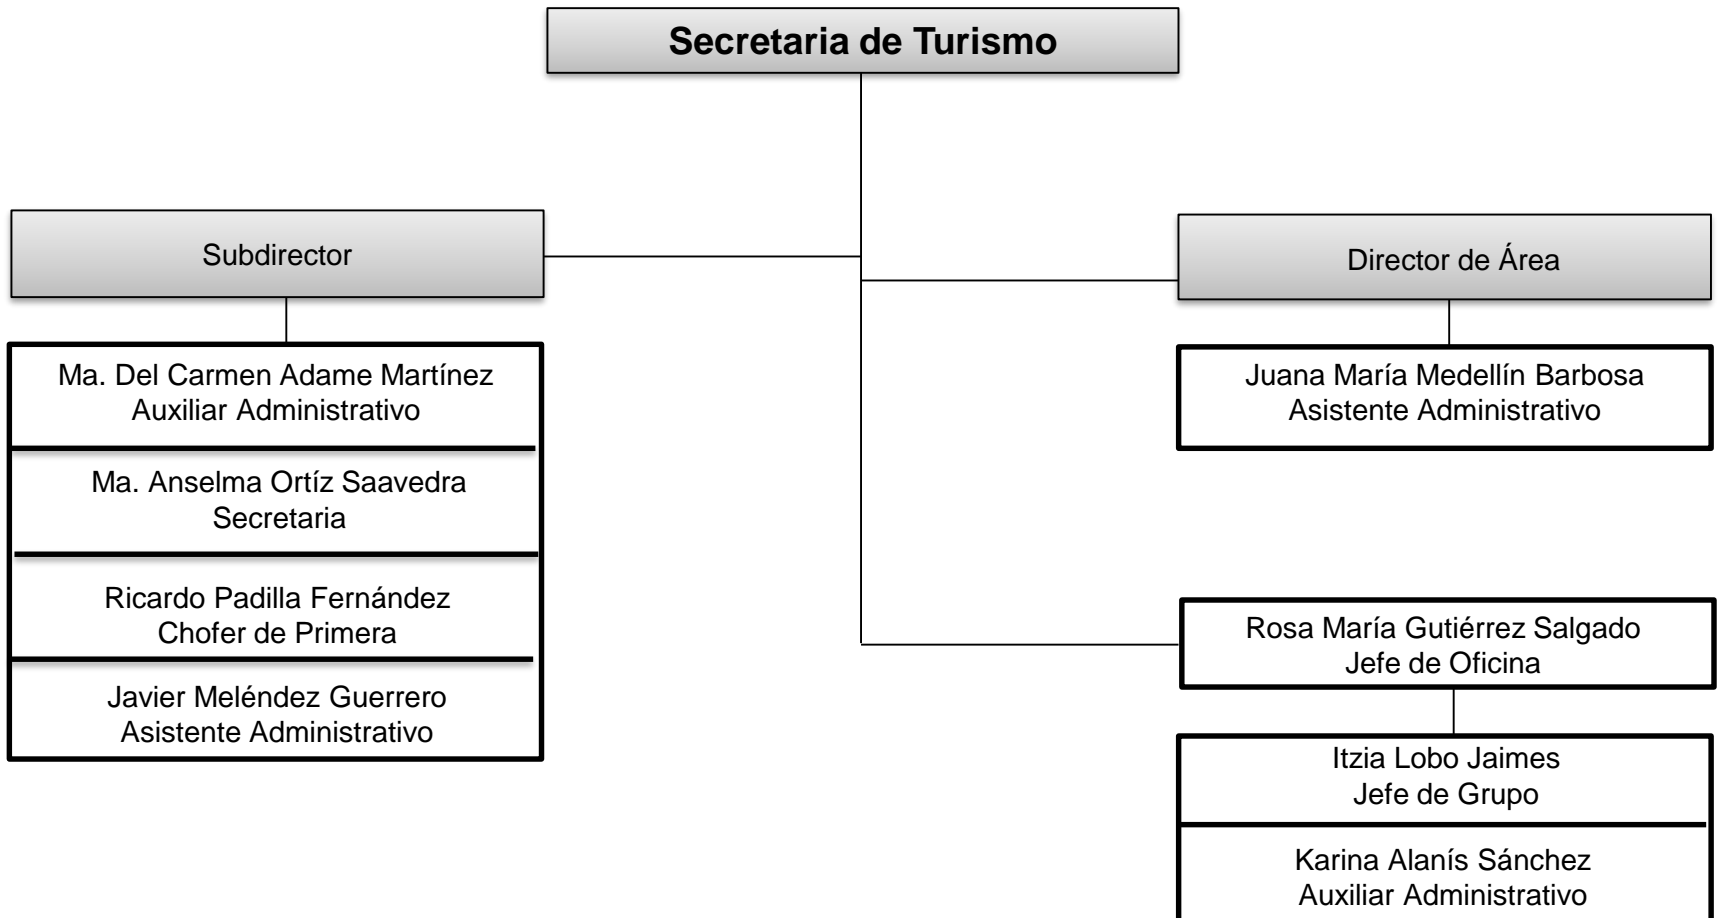 Secretaria de Turismo
Subdirector
Director de Área
Ma. Del Carmen Adame Martínez
Auxiliar Administrativo
Ma. Anselma Ortíz Saavedra
Secretaria
Ricardo Padilla Fernández
Chofer de Primera
Javier Meléndez Guerrero
Asistente Administrativo
Juana María Medellín Barbosa
Asistente Administrativo
Rosa María Gutiérrez Salgado
Jefe de Oficina
Itzia Lobo Jaimes
Jefe de Grupo
Karina Alanís Sánchez
Auxiliar Administrativo